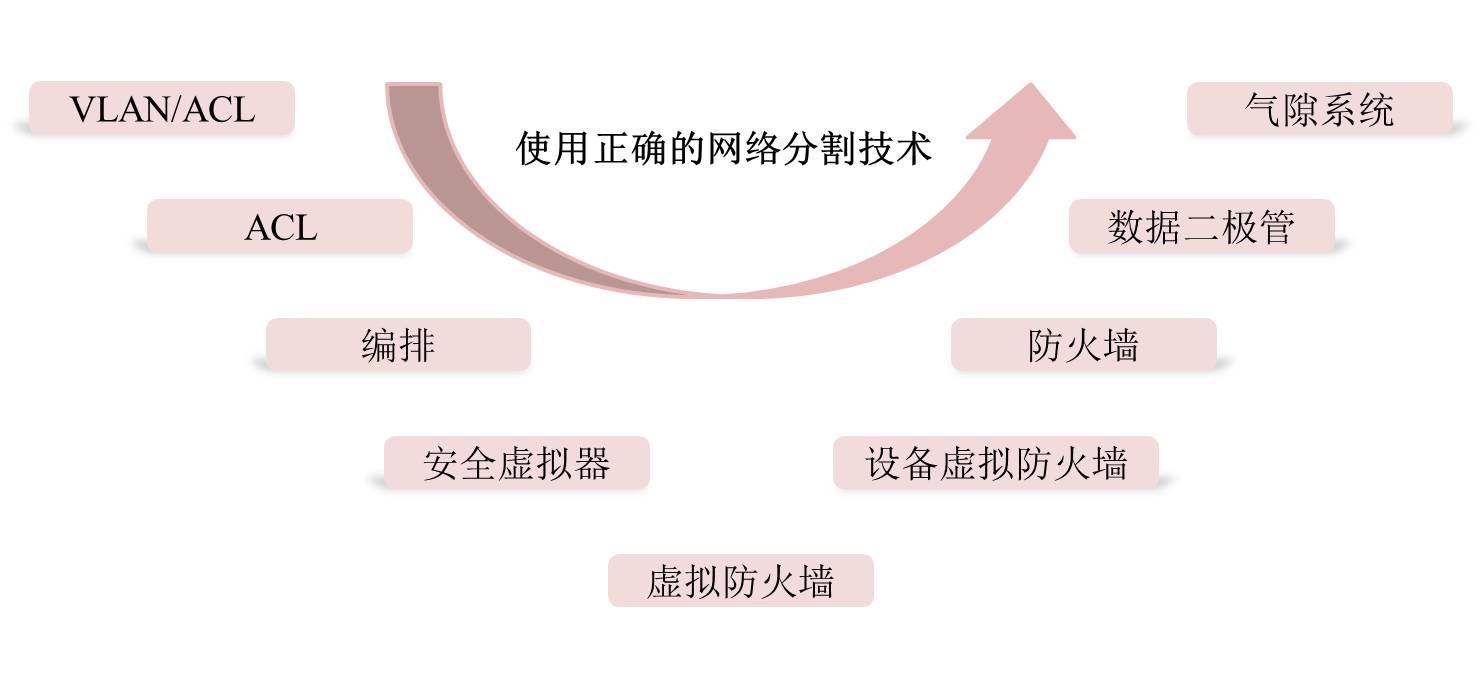 VLAN/ACL
气隙系统
使用正确的网络分割技术
ACL
数据二极管
编排
防火墙
安全虚拟器
设备虚拟防火墙
虚拟防火墙